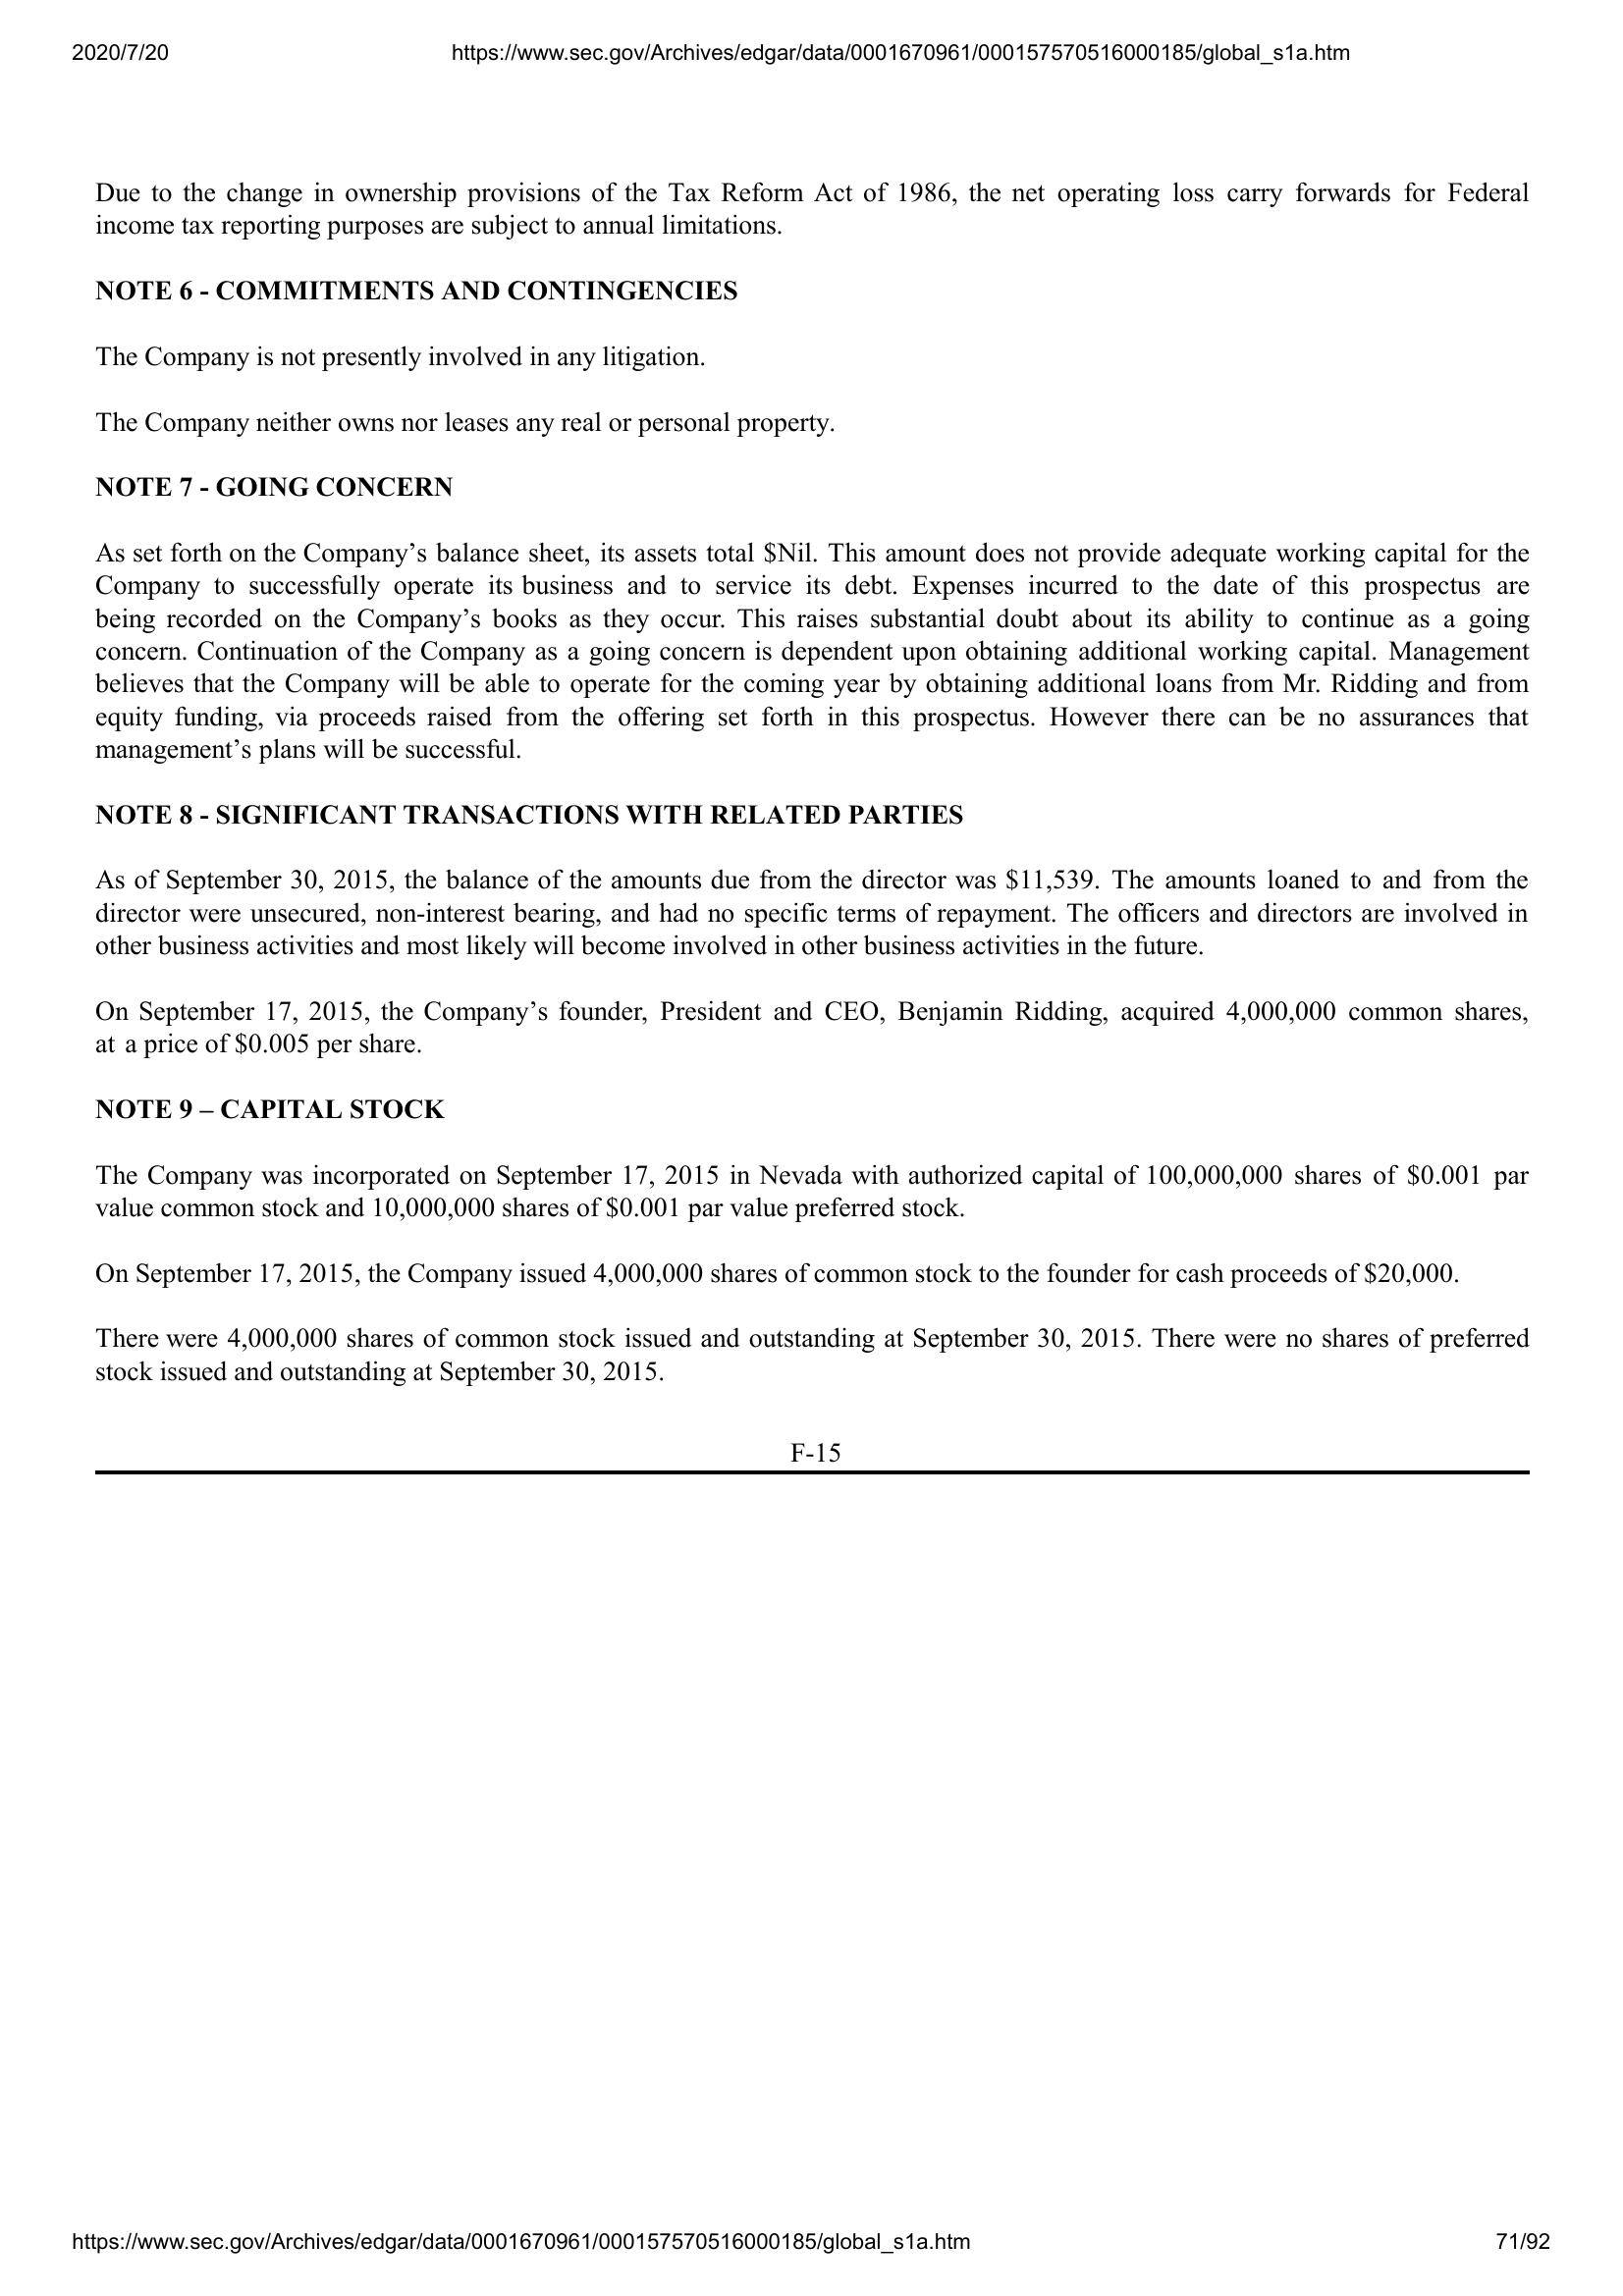 2020/7/20 https://www.sec.gov/Archives/edgar/data/0001670961/000157570516000185/global_s1a.htm
Due to the change in ownership provisions of the Tax Reform Act of 1986, the net operating loss carry forwards for Federal
income tax reporting purposes are subject to annual limitations.
NOTE 6 - COMMITMENTS AND CONTINGENCIES
The Company is not presently involved in any litigation.
The Company neither owns nor leases any real or personal property.
NOTE 7 - GOING CONCERN
As set forth on the Company’s balance sheet, its assets total $Nil. This amount does not provide adequate working capital for the
Company to successfully operate its business and to service its debt. Expenses incurred to the date of this prospectus are
being recorded on the Company’s books as they occur. This raises substantial doubt about its ability to continue as a going
concern. Continuation of the Company as a going concern is dependent upon obtaining additional working capital. Management
believes that the Company will be able to operate for the coming year by obtaining additional loans from Mr. Ridding and from
equity funding, via proceeds raised from the offering set forth in this prospectus. However there can be no assurances that
management’s plans will be successful.
NOTE 8 - SIGNIFICANT TRANSACTIONS WITH RELATED PARTIES
As of September 30, 2015, the balance of the amounts due from the director was $11,539. The amounts loaned to and from the
director were unsecured, non-interest bearing, and had no specific terms of repayment. The officers and directors are involved in
other business activities and most likely will become involved in other business activities in the future.
On September 17, 2015, the Company’s founder, President and CEO, Benjamin Ridding, acquired 4,000,000 common shares,
at a price of $0.005 per share.
NOTE 9 – CAPITAL STOCK
The Company was incorporated on September 17, 2015 in Nevada with authorized capital of 100,000,000 shares of $0.001 par
value common stock and 10,000,000 shares of $0.001 par value preferred stock.
On September 17, 2015, the Company issued 4,000,000 shares of common stock to the founder for cash proceeds of $20,000.
There were 4,000,000 shares of common stock issued and outstanding at September 30, 2015. There were no shares of preferred
stock issued and outstanding at September 30, 2015.
F-15
https://www.sec.gov/Archives/edgar/data/0001670961/000157570516000185/global_s1a.htm 71/92